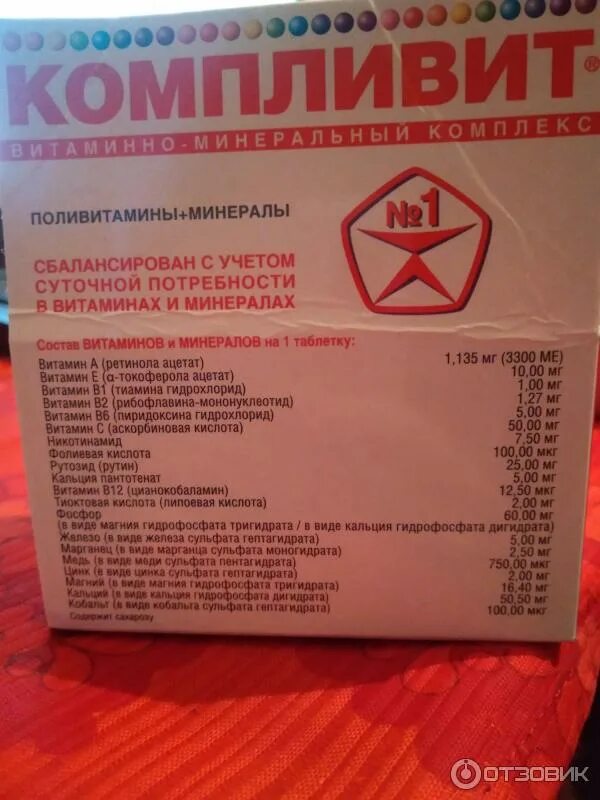 КОМПЛИВИТ®
ВИТАМИННО-МИНЕРАЛЬНЫЙ КОМПЛЕКС
ПОЛИВИТАМИНЫ+МИНЕРАЛЫ
№1
СБАЛАНСИРОВАН С УЧЕТОМ
СУТОЧНОЙ ПОТРЕБНОСТИ
В ВИТАМИНАХ И МИНЕРАЛАХ
Состав ВИТАМИНОВ и МИНЕРАЛОВ на 1 таблетку:
Витамин А (ретинола ацетат) 1,135 мг (3300 МЕ)
Витамин Е (α-токоферола ацетат) 10,00 мг
Витамин В1 (тиамина гидрохлорид) 1,00 мг
Витамин В2 (рибофлавина-мононуклеотид) 1,27 мг
Витамин В6 (пиридоксина гидрохлорид) 5,00 мг
Витамин С (аскорбиновая кислота) 50,00 мг
Никотинамид 7,50 мг
Фолиевая кислота 100,00 мкг
Рутозид (рутин) 25,00 мг
Кальция пантотенат 5,00 мг
Витамин В12 (цианокобаламин) 12,50 мкг
Тиоктовая кислота (липоевая кислота) 2,00 мг
Фосфор 60,00 мг
(в виде магния гидрофосфата тригидрата / в виде кальция гидрофосфата дигидрата)
Железо (в виде железа сульфата гептагидрата) 5,00 мг
Марганец (в виде марганца сульфата моногидрата) 2,50 мг
Медь (в виде меди сульфата пентагидрата) 750,00 мкг
Цинк (в виде цинка сульфата гептагидрата) 2,00 мг
Магний (в виде магния гидрофосфата тригидрата) 16,40 мг
Кальций (в виде кальция гидрофосфата дигидрата) 50,50 мг
Кобальт (в виде кобальта сульфата гептагидрата) 100,00 мкг
Содержит сахарозу
ОТЗОВИК